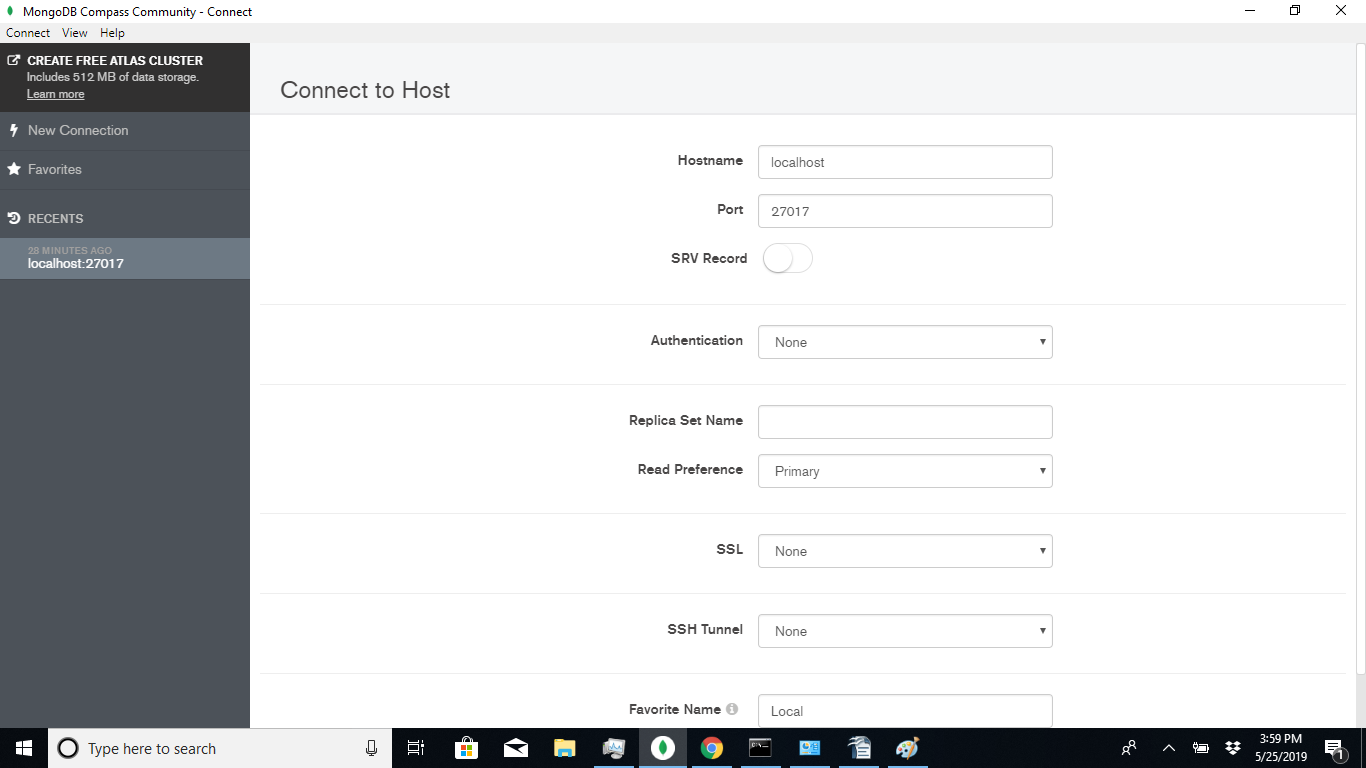 MongoDB Compass Community - Connect
Connect View Help
CREATE FREE ATLAS CLUSTER
Includes 512 MB of data storage.
Learn more
New Connection
Favorites
RECENTS
28 MINUTES AGO
localhost:27017
Connect to Host
Hostname localhost
Port 27017
SRV Record
Authentication None
Replica Set Name
Read Preference Primary
SSL None
SSH Tunnel None
Favorite Name Local
Type here to search
3:59 PM
5/25/2019
1